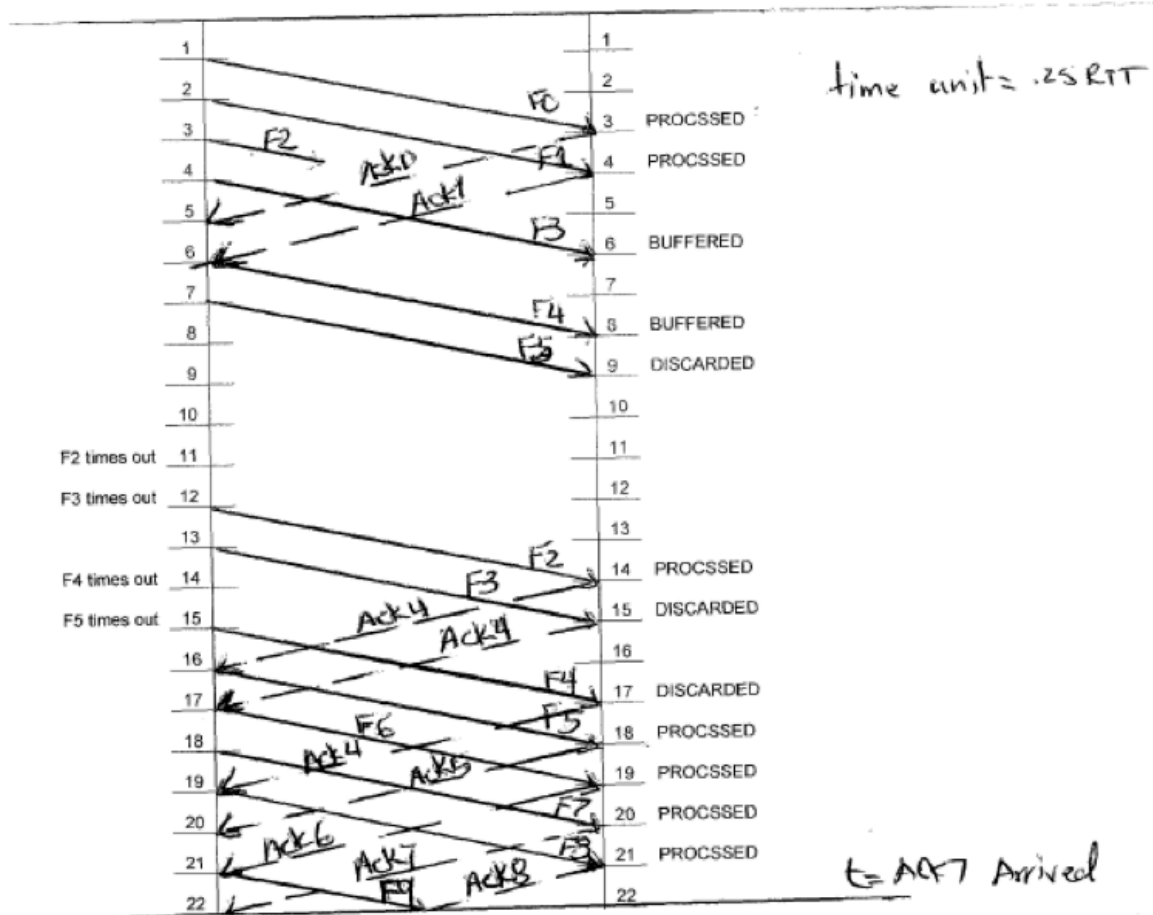 1 1
time unit= .25RTT
2 2
F0
3 3 PROCSSED
F2
Ack0 F1
4 4 PROCSSED
Ack1
5 5
F3
6 6 BUFFERED
7 7
F4
8 8 BUFFERED
F5
9 9 DISCARDED
10 10
F2 times out 11 11
F3 times out 12 12
13 13
F2
F4 times out 14 14 PROCSSED
F3
F5 times out 15 15 DISCARDED
Ack4 Ack4
16 16
F4
17 17 DISCARDED
F6 F5
18 18 PROCSSED
Ack4 Ack5
19 19 PROCSSED
F7
20 20 PROCSSED
Ack6 Ack7 F8
21 21 PROCSSED
F9 Ack8
t= ACK7 Arrived
22 22